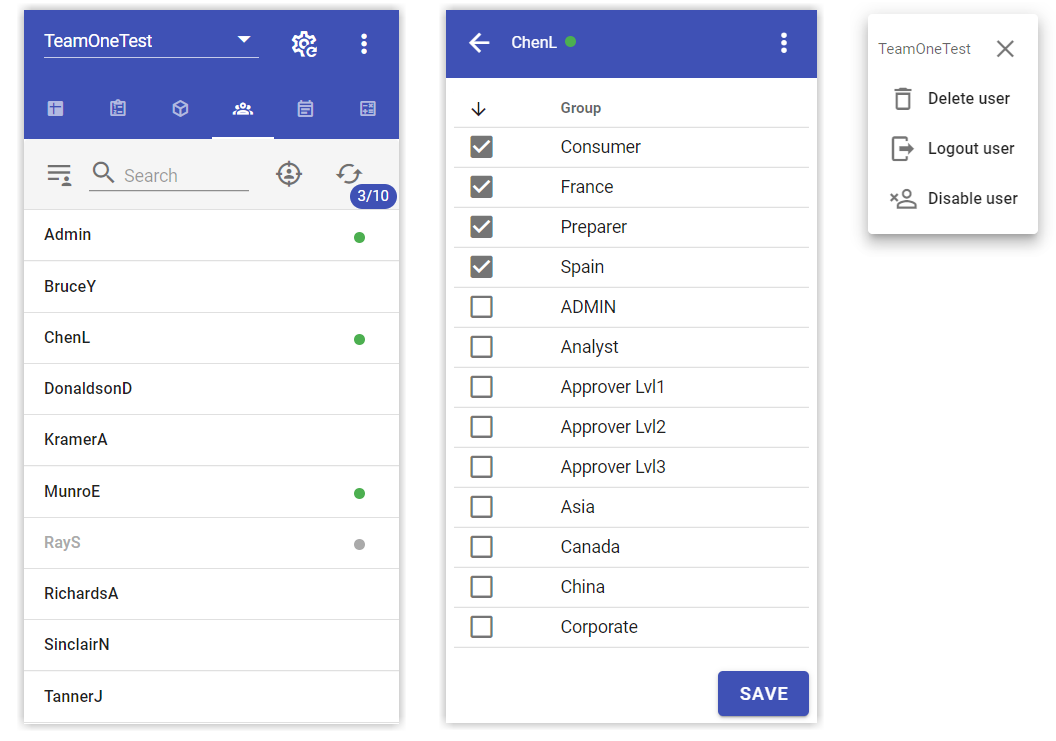 TeamOneTest
Search
3/10
Admin
BruceY
ChenL
DonaldsonD
KramerA
MunroE
RayS
RichardsA
SinclairN
TannerJ
ChenL
Group
Consumer
France
Preparer
Spain
ADMIN
Analyst
Approver Lvl1
Approver Lvl2
Approver Lvl3
Asia
Canada
China
Corporate
SAVE
TeamOneTest
Delete user
Logout user
Disable user